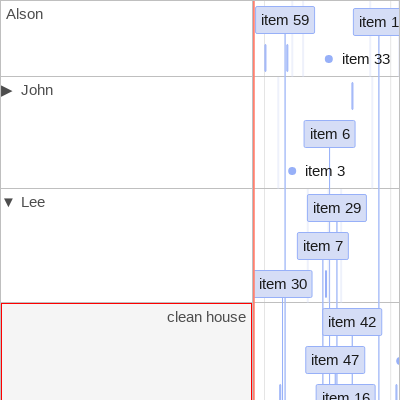 Alson
item 59
item 1
item 33
▶ John
item 6
item 3
▼ Lee
item 29
item 7
item 30
clean house
item 42
item 47
item 16